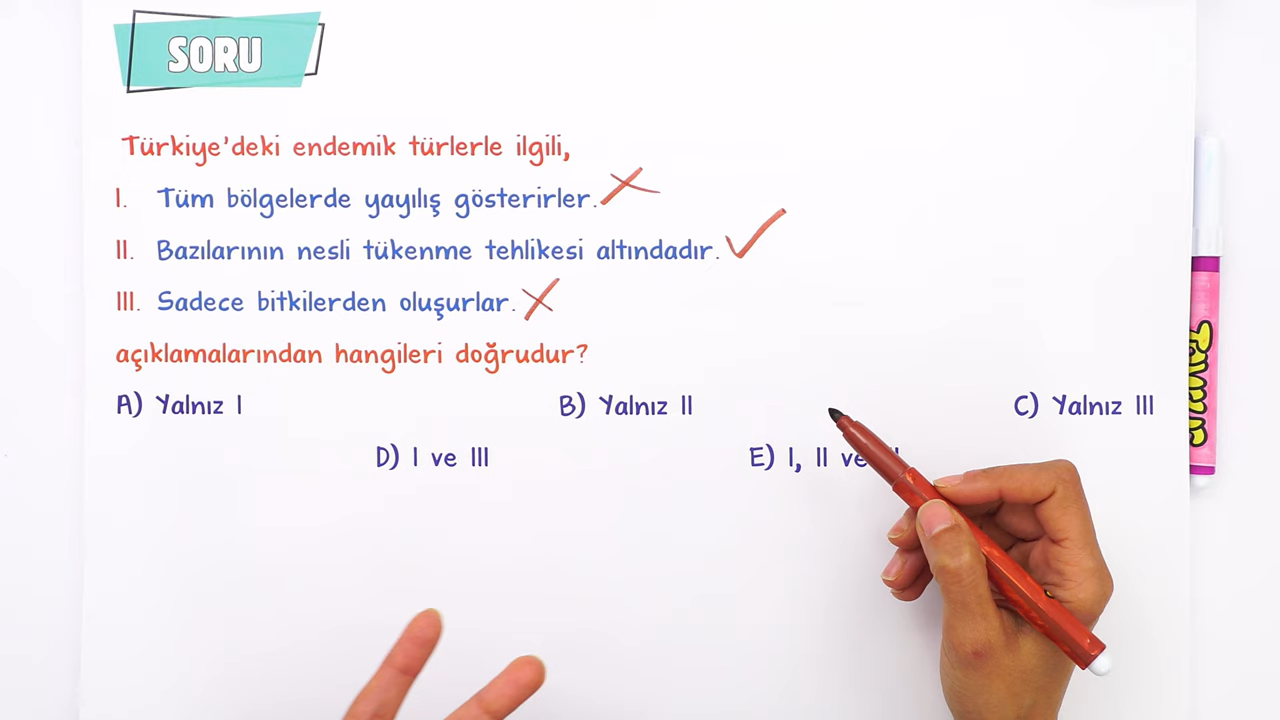 SORU
Türkiye'deki endemik türlerle ilgili,
I. Tüm bölgelerde yayılış gösterirler.
II. Bazılarının nesli tükenme tehlikesi altındadır.
III. Sadece bitkilerden oluşurlar.
açıklamalarından hangileri doğrudur?
A) Yalnız I B) Yalnız II C) Yalnız III
D) I ve III E) I, II ve